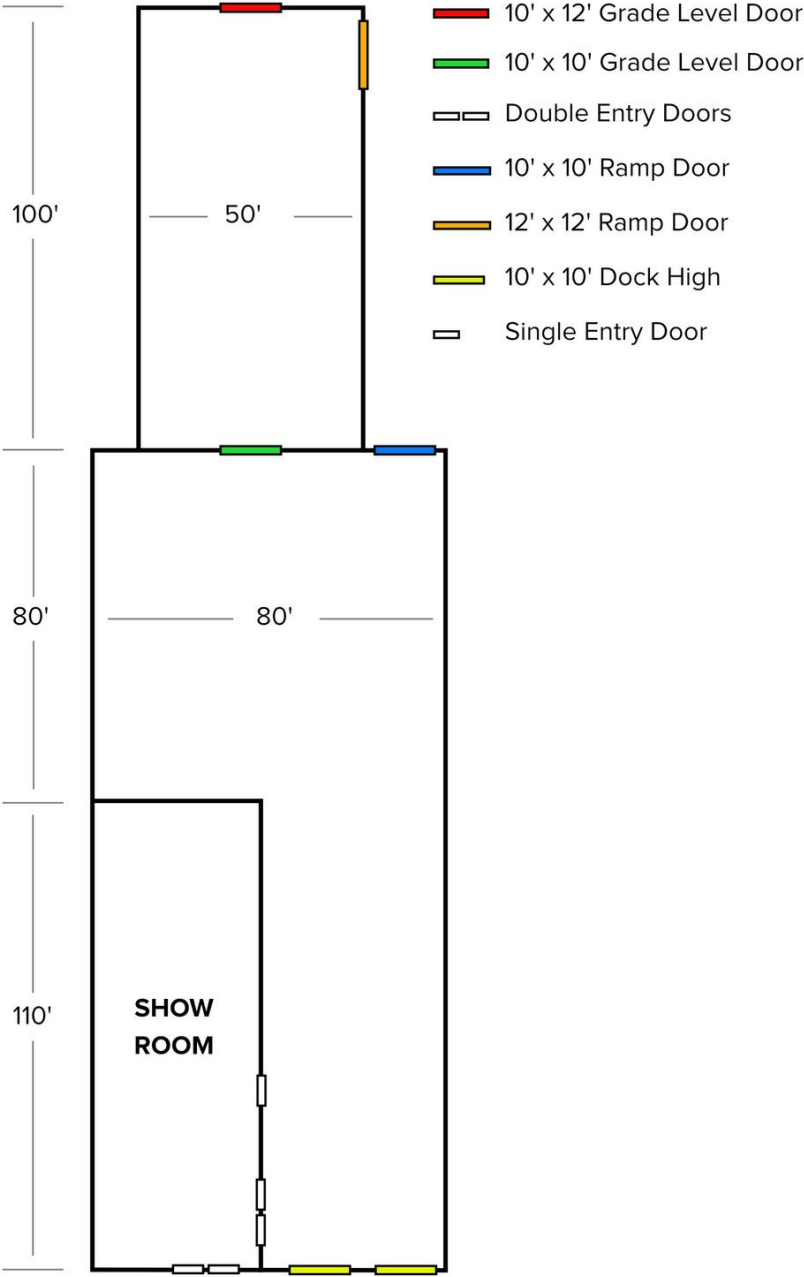 10' x 12' Grade Level Door
10' x 10' Grade Level Door
Double Entry Doors
10' x 10' Ramp Door
12' x 12' Ramp Door
10' x 10' Dock High
Single Entry Door
100'
50'
80'
80'
110'
SHOW
ROOM